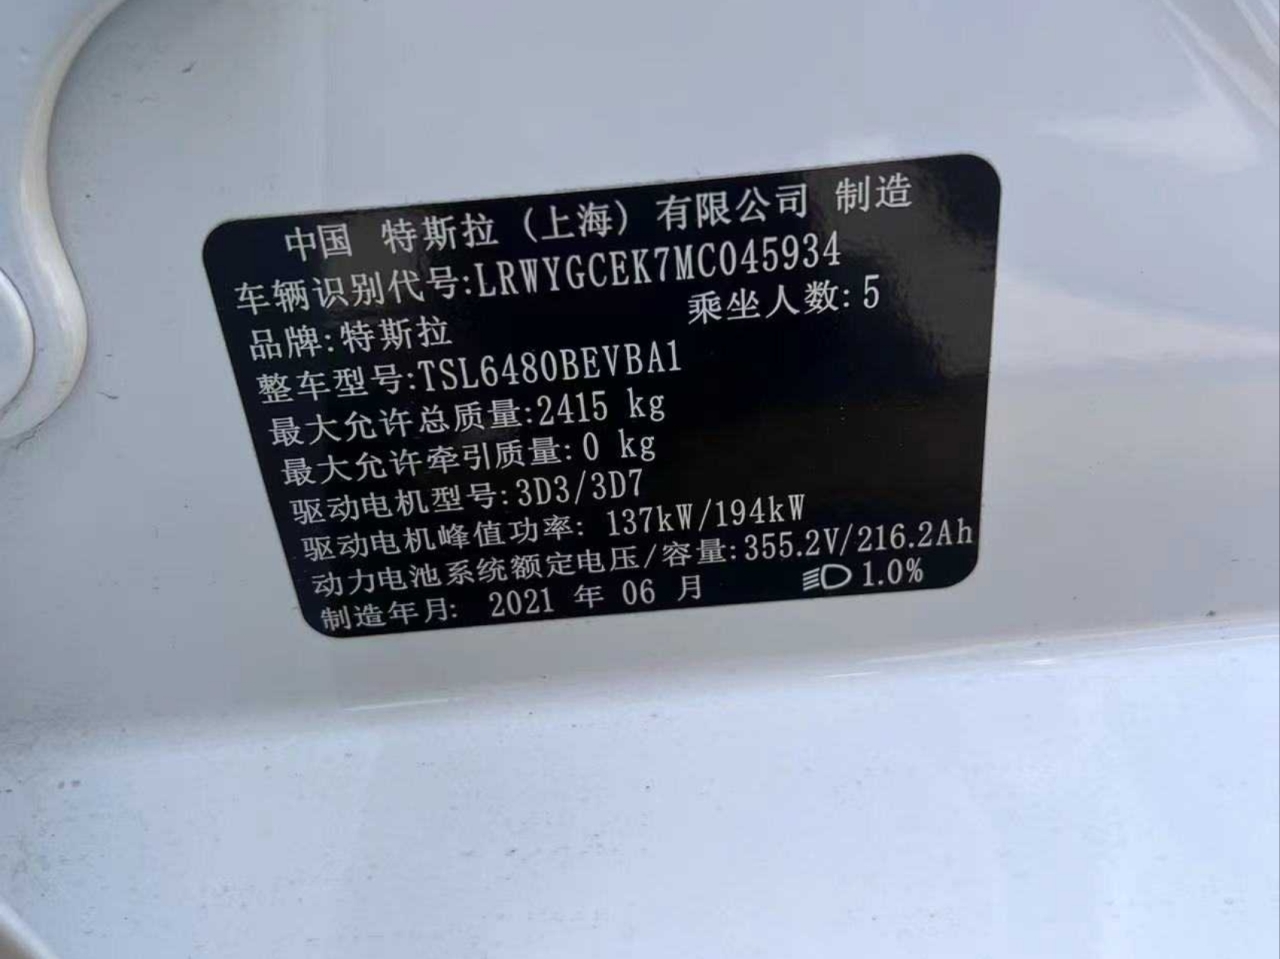 中国 特斯拉（上海）有限公司 制造
车辆识别代号:LRWYGCEK7MC045934
品牌:特斯拉 乘坐人数:5
整车型号:TSL6480BEVBA1
最大允许总质量:2415 kg
最大允许牵引质量:0 kg
驱动电机型号:3D3/3D7
驱动电机峰值功率: 137kW/194kW
动力电池系统额定电压/容量:355.2V/216.2Ah
制造年月: 2021 年 06 月 1.0%